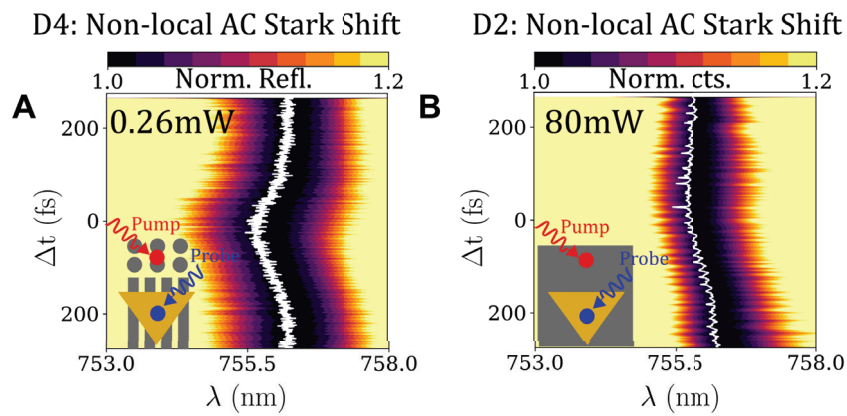 D4: Non-local AC Stark Shift
1.0 Norm. Refl. 1.2
A
0.26mW
200
0
200
Δt (fs)
Pump
Probe
753.0 755.5 758.0
λ (nm)
D2: Non-local AC Stark Shift
1.0 Norm. cts. 1.2
B
80mW
200
0
200
Δt (fs)
Pump
Probe
753.0 755.5 758.0
λ (nm)